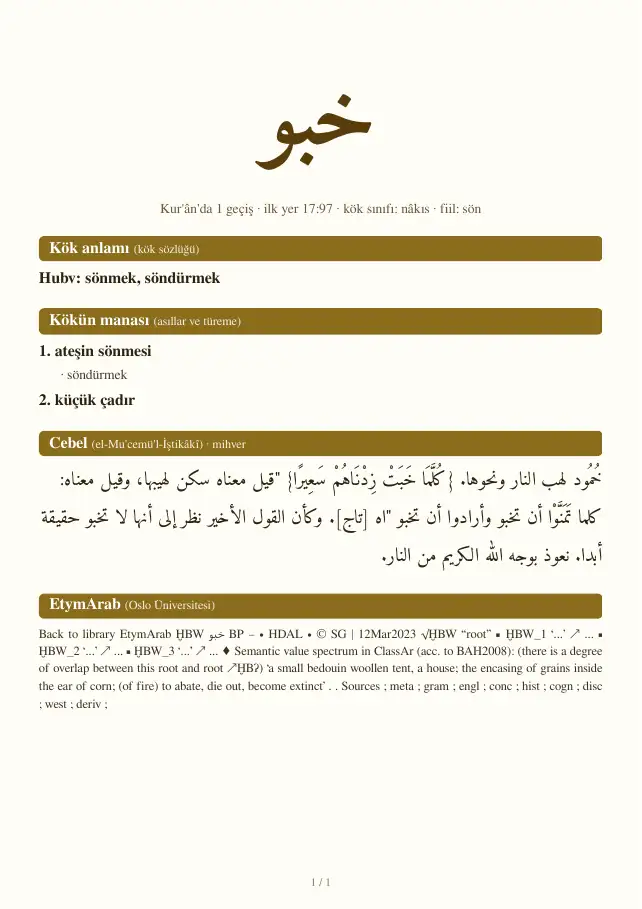 خبو
Kur'ân'da 1 geçiş · ilk yer 17:97 · kök sınıfı: nâkıs · fiil: sön
Kök anlamı (kök sözlüğü)
Hubv: sönmek, söndürmek
Kökün manası (asıllar ve türeme)
1. ateşin sönmesi
· söndürmek
2. küçük çadır
Cebel (el-Mu'cemü'l-İştikâkî) · mihver
خُمُود لهب النار ونحوها. {كُلَّمَا خَبَتْ زِدْنَاهُمْ سَعِيرًا} "قيل معناه سكن لهيبها، وقيل معناه:
كلما تَمَنَّوْا أن تخبو وأرادوا أن تخبو "اه [تاج]. وكأن القول الأخير نظر إلى أنها لا تخبو حقيقة
أبدا. نعوذ بوجه الله الكريم من النار.
EtymArab (Oslo Üniversitesi)
Back to library EtymArab ḪBW خبو BP – • HDAL • © SG | 12Mar2023 √ḪBW “root” ▪ ḪBW_1 ‘...’ ↗ ... ▪
ḪBW_2 ‘...’ ↗ ... ▪ ḪBW_3 ‘...’ ↗ ... ♦ Semantic value spectrum in ClassAr (acc. to BAH2008): (there is a degree
of overlap between this root and root ↗ḪBʔ) ‘a small bedouin woollen tent, a house; the encasing of grains inside
the ear of corn; (of fire) to abate, die out, become extinct’ . . Sources ; meta ; gram ; engl ; conc ; hist ; cogn ; disc
; west ; deriv ;
1 / 1